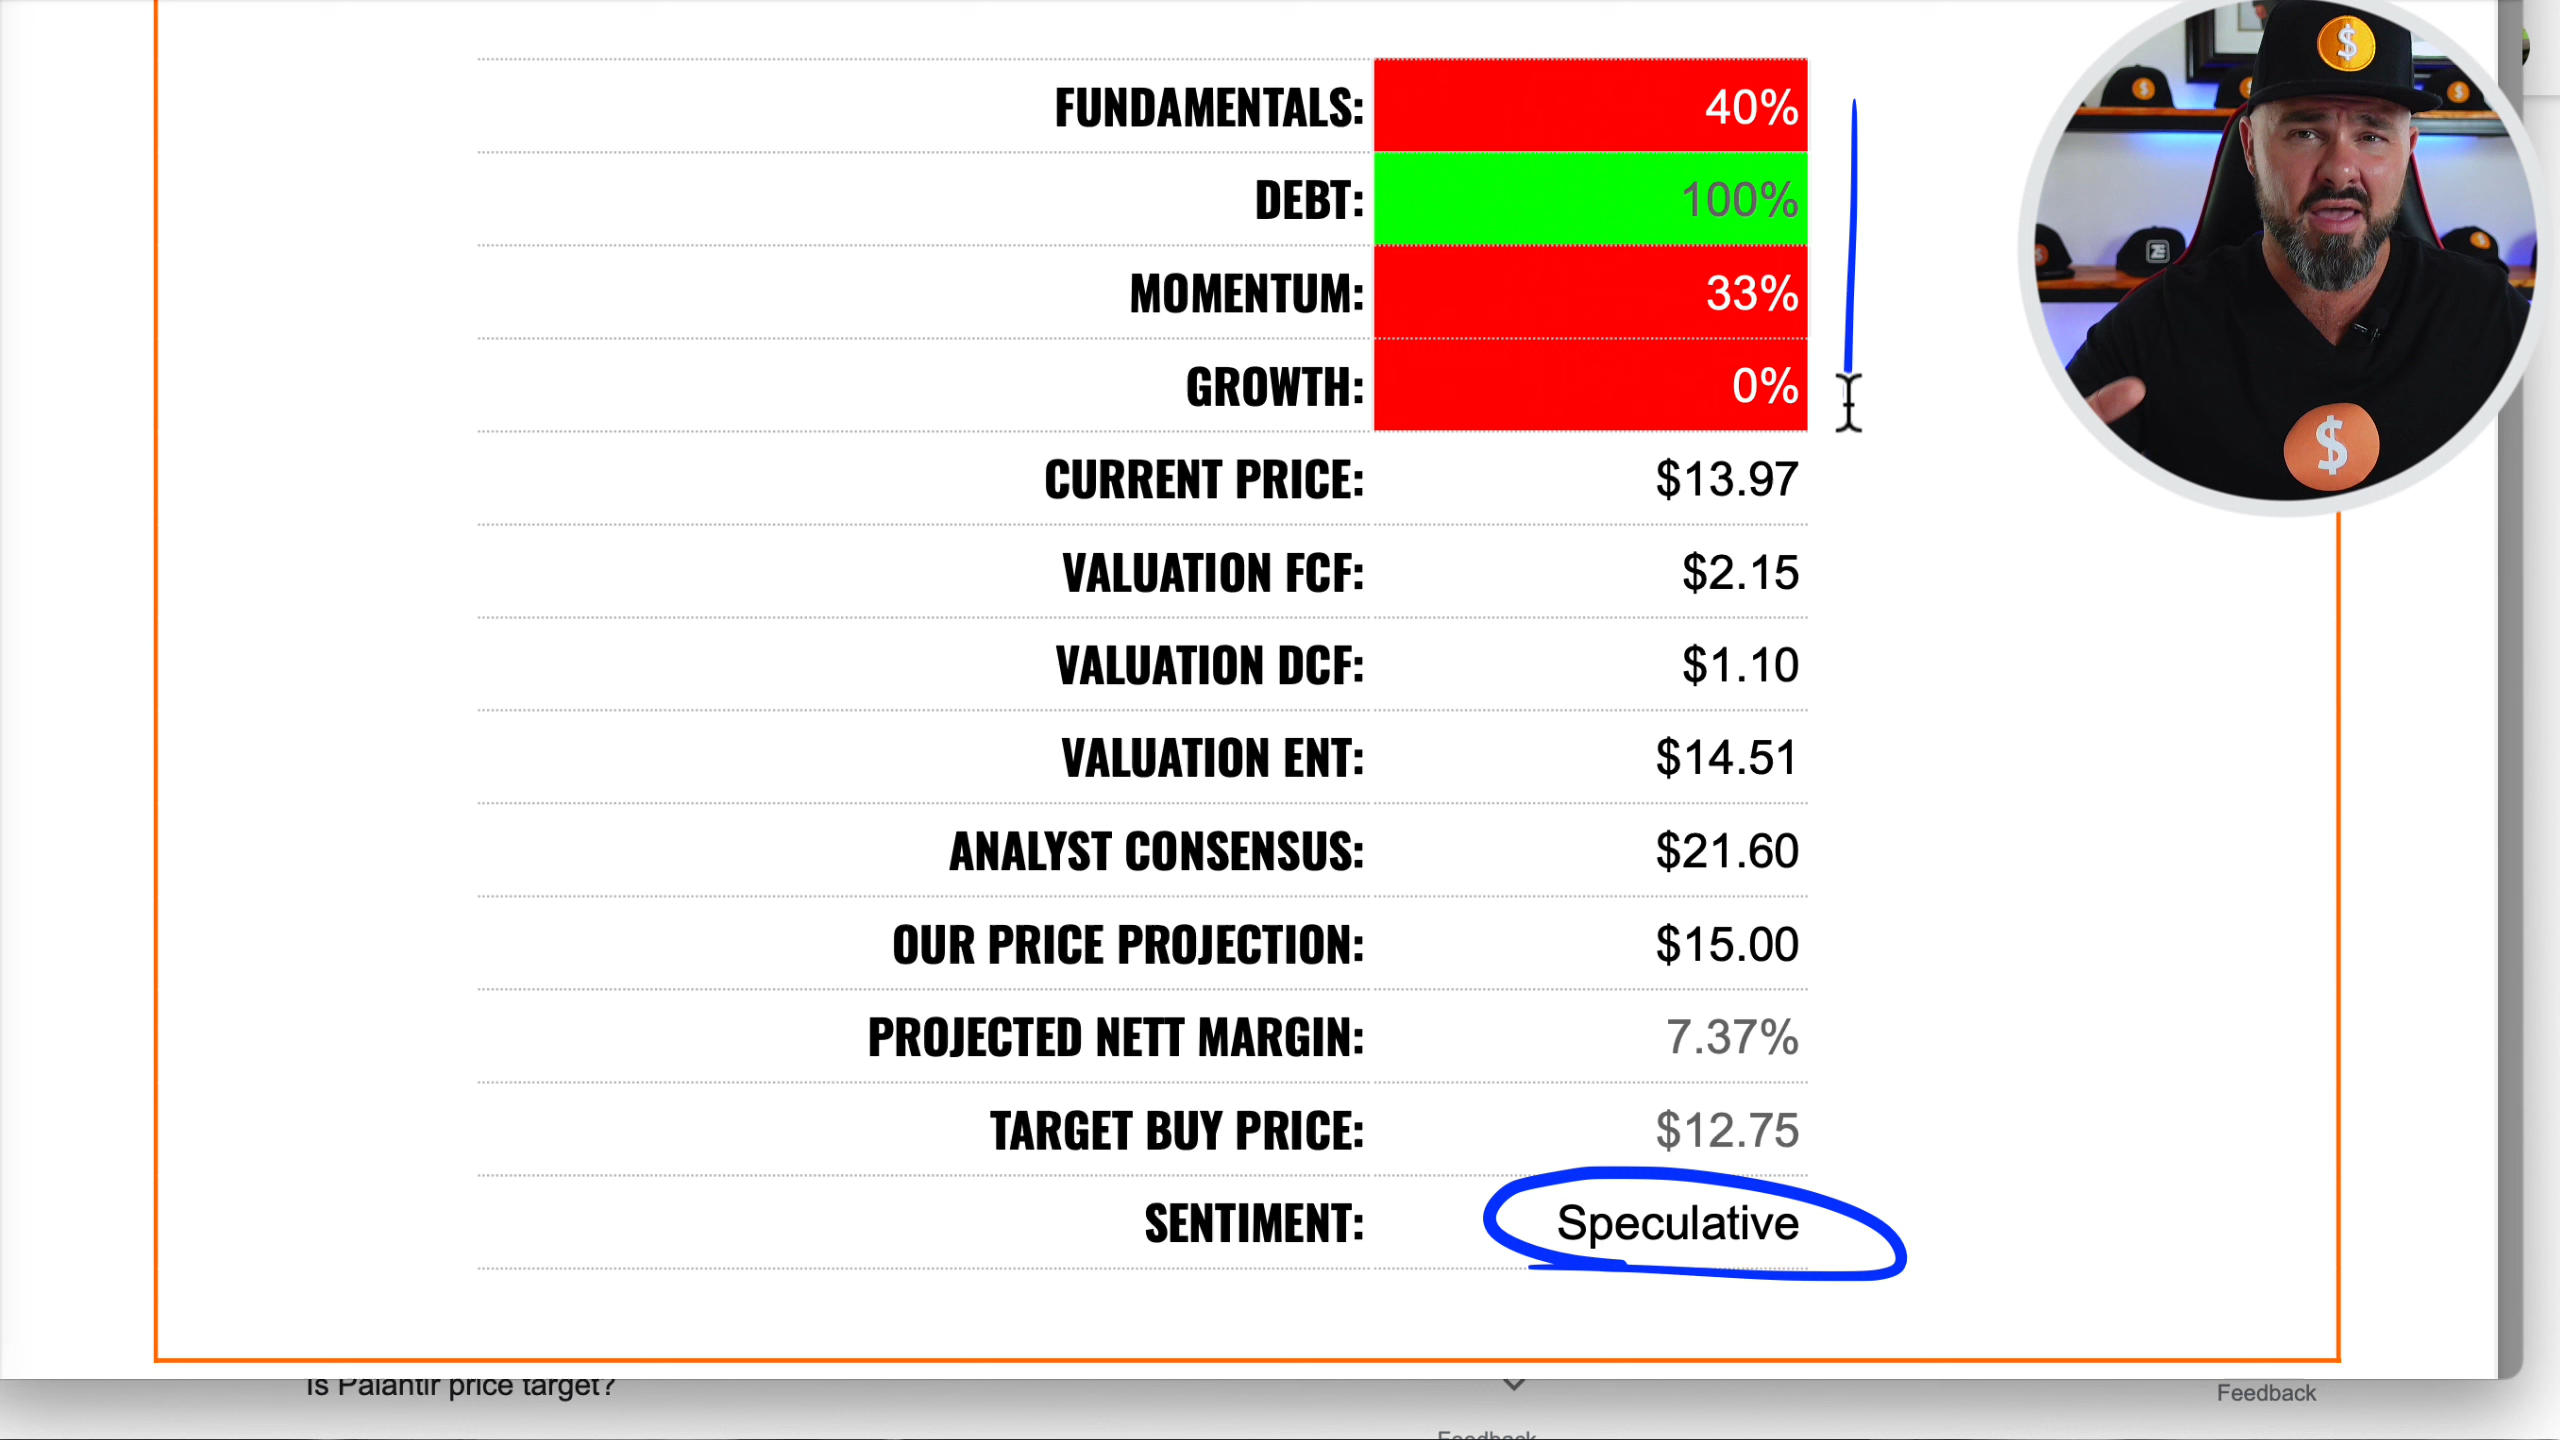 FUNDAMENTALS: 40%
DEBT: 100%
MOMENTUM: 33%
GROWTH: 0%
CURRENT PRICE: $13.97
VALUATION FCF: $2.15
VALUATION DCF: $1.10
VALUATION ENT: $14.51
ANALYST CONSENSUS: $21.60
OUR PRICE PROJECTION: $15.00
PROJECTED NETT MARGIN: 7.37%
TARGET BUY PRICE: $12.75
SENTIMENT: Speculative
$
$
Is Palantir price target?
Feedback
Feedback